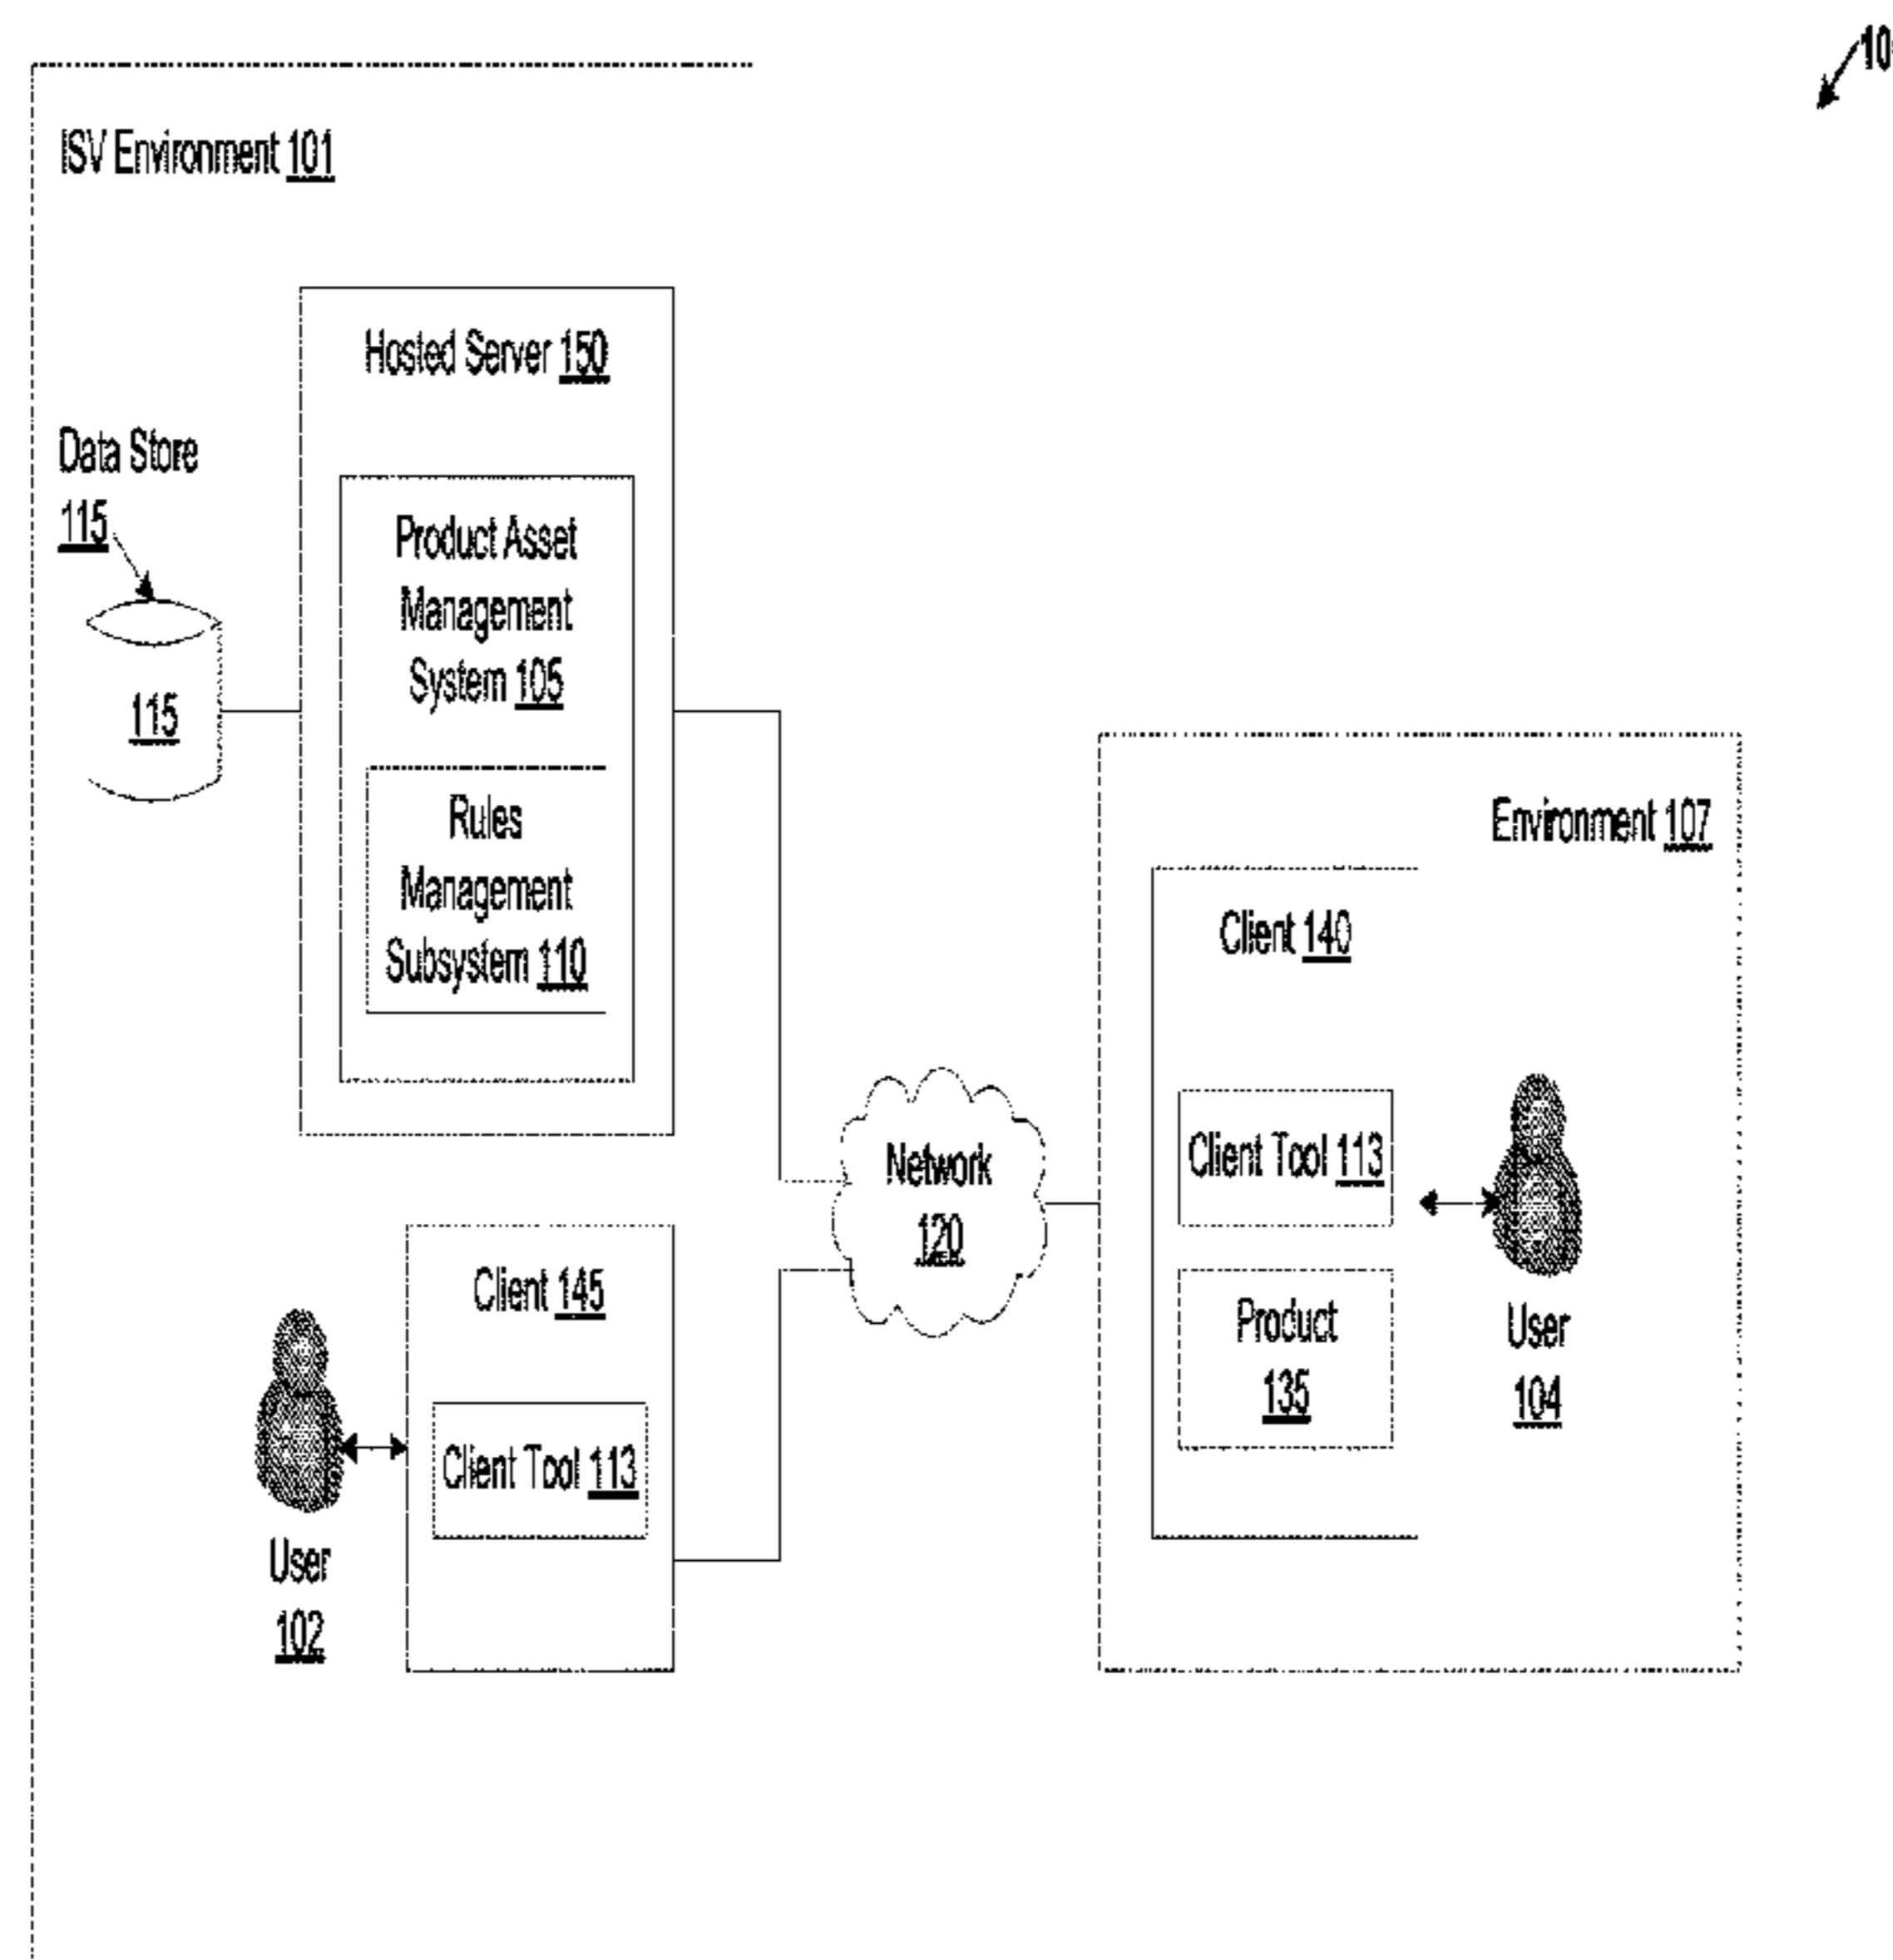 10
ISV Environment 101
Hosted Server 150
Data Store
115
115
Product Asset
Management
System 105
Rules
Management
Subsystem 110
Environment 107
Client 140
Client Tool 113
Product
135
User
104
Network
120
Client 145
Client Tool 113
User
102